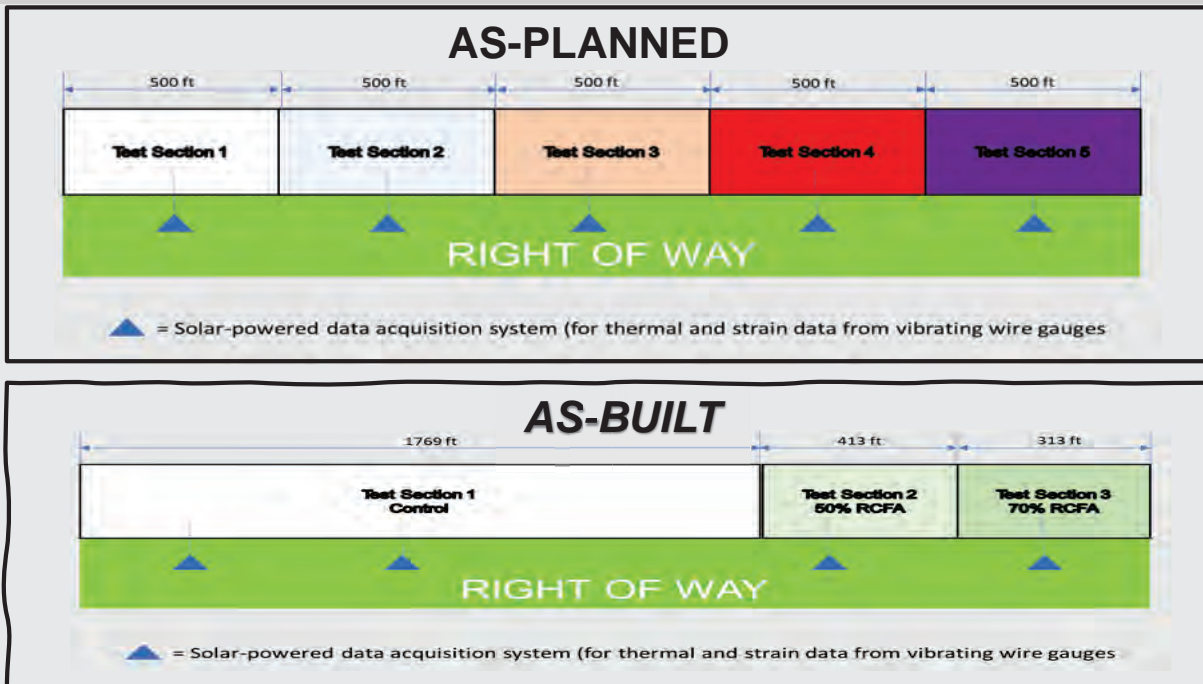 AS-PLANNED
500 ft 500 ft 500 ft 500 ft 500 ft
Test Section 1 Test Section 2 Test Section 3 Test Section 4 Test Section 5
RIGHT OF WAY
= Solar-powered data acquisition system (for thermal and strain data from vibrating wire gauges
AS-BUILT
1769 ft 413 ft 313 ft
Test Section 1 Test Section 2 Test Section 3
Control 50% RCFA 70% RCFA
RIGHT OF WAY
= Solar-powered data acquisition system (for thermal and strain data from vibrating wire gauges